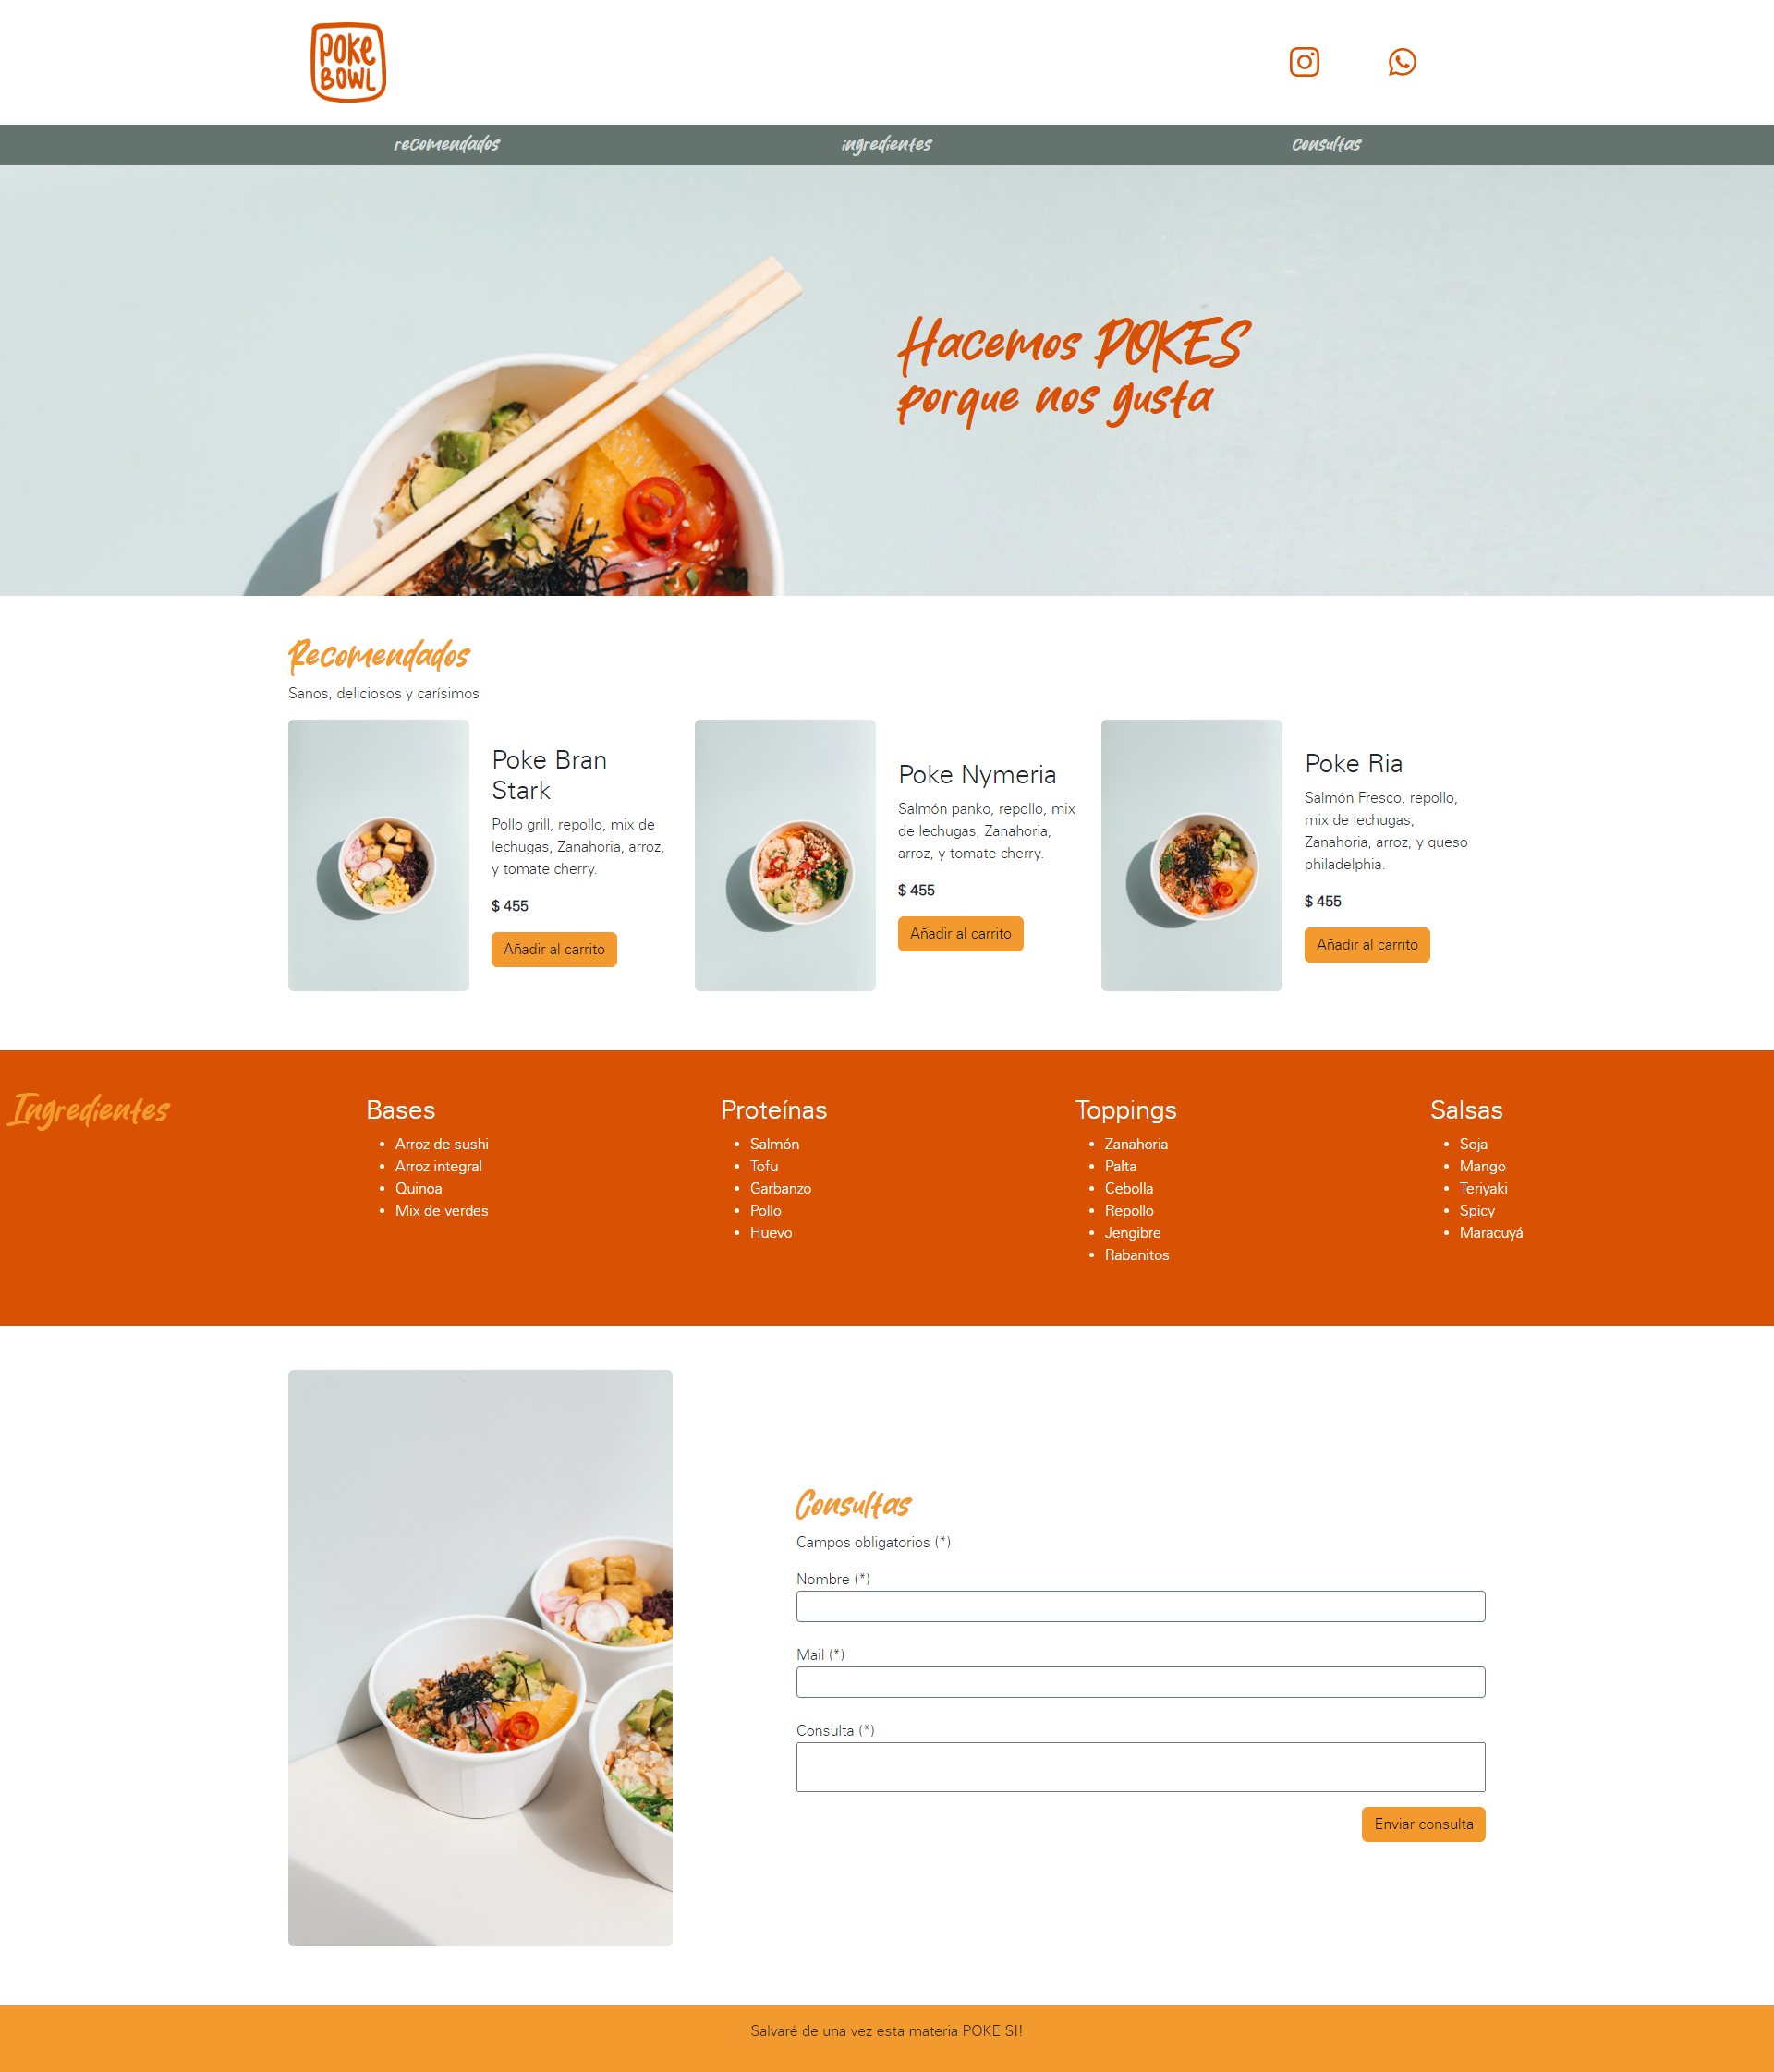 POKE
BOWL
recomendados
ingredientes
consultas
Hacemos POKES
porque nos gusta
Recomendados
Sanos, deliciosos y carísimos
Poke Bran
Stark
Pollo grill, repollo, mix de
lechugas, Zanahoria, arroz,
y tomate cherry.
$ 455
Añadir al carrito
Poke Nymeria
Salmón panko, repollo, mix
de lechugas, Zanahoria,
arroz, y tomate cherry.
$ 455
Añadir al carrito
Poke Ria
Salmón Fresco, repollo,
mix de lechugas,
Zanahoria, arroz, y queso
philadelphia.
$ 455
Añadir al carrito
Ingredientes
Bases
• Arroz de sushi
• Arroz integral
• Quinoa
• Mix de verdes
Proteínas
• Salmón
• Tofu
• Garbanzo
• Pollo
• Huevo
Toppings
• Zanahoria
• Palta
• Cebolla
• Repollo
• Jengibre
• Rabanitos
Salsas
• Soja
• Mango
• Teriyaki
• Spicy
• Maracuyá
Consultas
Campos obligatorios (*)
Nombre (*)
Mail (*)
Consulta (*)
Enviar consulta
Salvaré de una vez esta materia POKE SI!